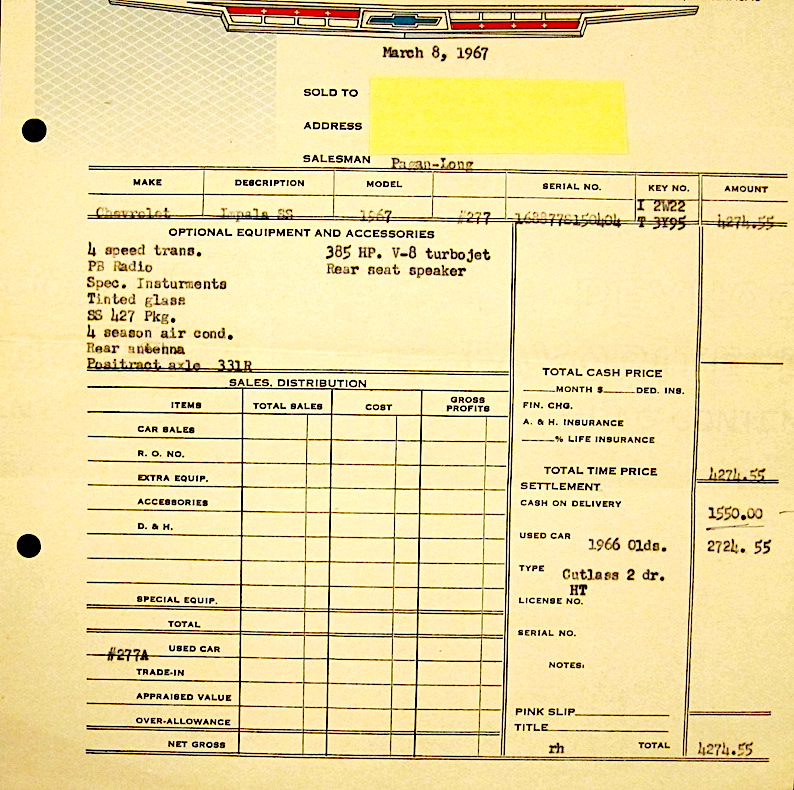 March 8, 1967
SOLD TO
ADDRESS
SALESMAN Pagan-Long
MAKE DESCRIPTION MODEL SERIAL NO. KEY NO. AMOUNT
I 2W22
Chevrolet Impala SS 1967 #277 T 3Y95 4274.55
OPTIONAL EQUIPMENT AND ACCESSORIES
4 speed trans. 385 HP. V-8 turbojet
PB Radio Rear seat speaker
Spec. Insturments
Tinted glass
SS 427 Pkg.
4 season air cond.
Rear antenna
Positract axle 331R
TOTAL CASH PRICE
SALES. DISTRIBUTION
MONTH $ DED. INS.
ITEMS TOTAL SALES COST GROSS PROFITS
FIN. CHG.
A. & H. INSURANCE
CAR SALES
% LIFE INSURANCE
R. O. NO.
EXTRA EQUIP.
TOTAL TIME PRICE 4274.55
SETTLEMENT
ACCESSORIES
CASH ON DELIVERY 1550.00
D. & H.
USED CAR 1966 Olds. 2724. 55
TYPE Cutlass 2 dr.
HT
SPECIAL EQUIP.
LICENSE NO.
TOTAL
SERIAL NO.
#277A USED CAR
TRADE-IN
NOTES:
APPRAISED VALUE
PINK SLIP
OVER-ALLOWANCE
TITLE
NET GROSS
rh TOTAL 4274.55